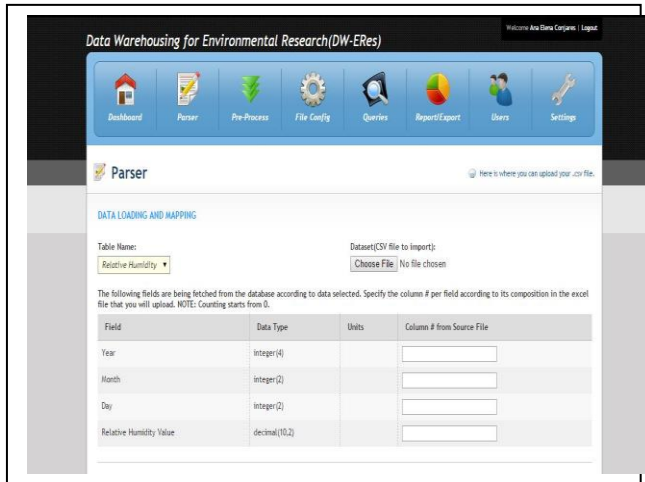 Welcome Ana Elena Conjares | Logout
Data Warehousing for Environmental Research(DW-ERes)
Dashboard Parser Pre-Process File Config Queries Report/Export Users Settings
Parser
Here is where you can upload your .csv file.
DATA LOADING AND MAPPING
Table Name: Dataset(CSV file to import):
Relative Humidity Choose File No file chosen
The following fields are being fetched from the database according to data selected. Specify the column # per field according to its composition in the excel
file that you will upload. NOTE: Counting starts from 0.
Field Data Type Units Column # from Source File
Year integer(4)
Month integer(2)
Day integer(2)
Relative Humidity Value decimal(10,2)